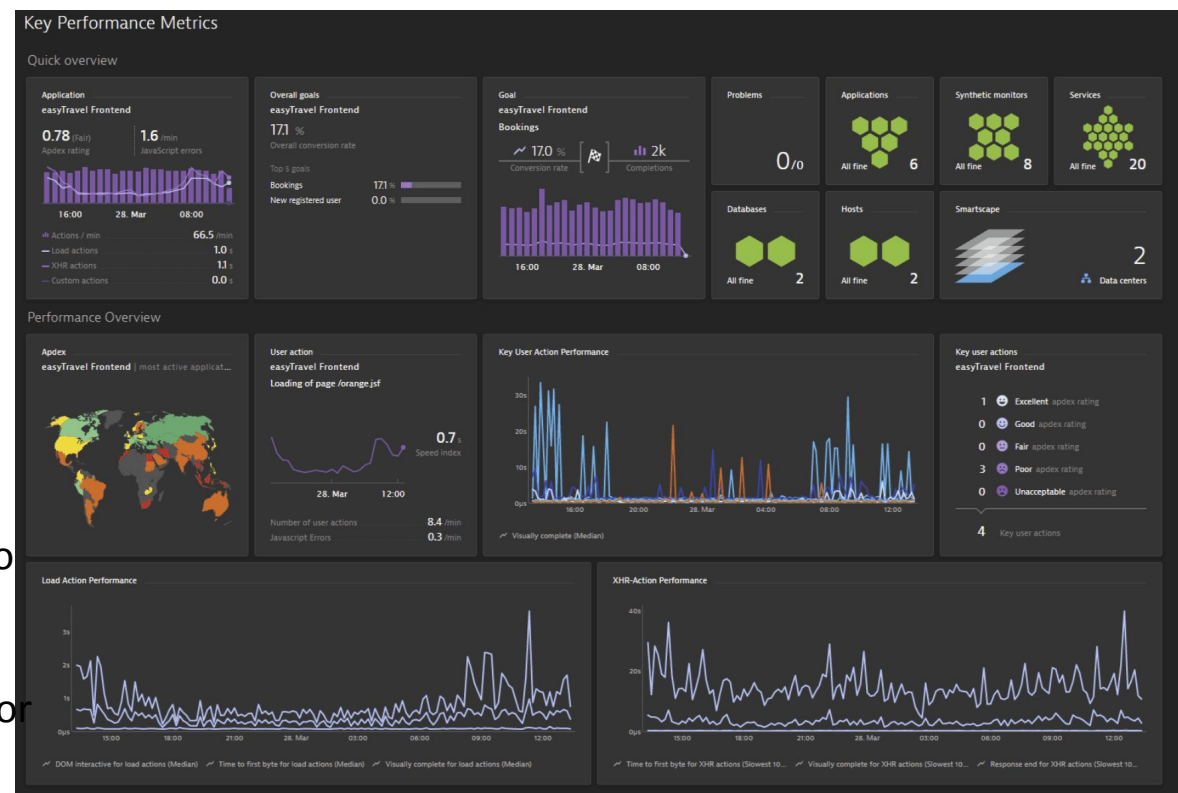 Key Performance Metrics
Quick overview
Application
easyTravel Frontend
0.78 (Fair)
Apdex rating
1.6 /min
JavaScript errors
16:00 28. Mar 08:00
Actions / min 66.5 /min
Load actions 1.0 s
XHR actions 1.1 s
Custom actions 0.0 s
Overall goals
easyTravel Frontend
17.1 %
Overall conversion rate
Top 5 goals
Bookings 17.1 %
New registered user 0.0 %
Goal
easyTravel Frontend
Bookings
17.0 %
Conversion rate
2k
Completions
16:00 28. Mar 08:00
Problems
0/0
Applications
All fine 6
Synthetic monitors
All fine 8
Services
All fine 20
Databases
All fine 2
Hosts
All fine 2
Smartscape
2
Data centers
Performance Overview
Apdex
easyTravel Frontend | most active applicat...
User action
easyTravel Frontend
Loading of page /orange.jsf
0.7 s
Speed index
28. Mar 12:00
Number of user actions 8.4 /min
Javascript Errors 0.3 /min
Key User Action Performance
30s
20s
10s
0µs
16:00 20:00 28. Mar 04:00 08:00 12:00
Visually complete (Median)
Key user actions
easyTravel Frontend
1 Excellent apdex rating
0 Good apdex rating
0 Fair apdex rating
3 Poor apdex rating
0 Unacceptable apdex rating
4 Key user actions
o
or
Load Action Performance
3s
2s
1s
0µs
15:00 18:00 21:00 28. Mar 03:00 06:00 09:00 12:00
DOM interactive for load actions (Median) Time to first byte for load actions (Median) Visually complete for load actions (Median)
XHR-Action Performance
40s
20s
0µs
15:00 18:00 21:00 28. Mar 03:00 06:00 09:00 12:00
Time to first byte for XHR actions (Slowest 10... Visually complete for XHR actions (Slowest 10... Response end for XHR actions (Slowest 10...